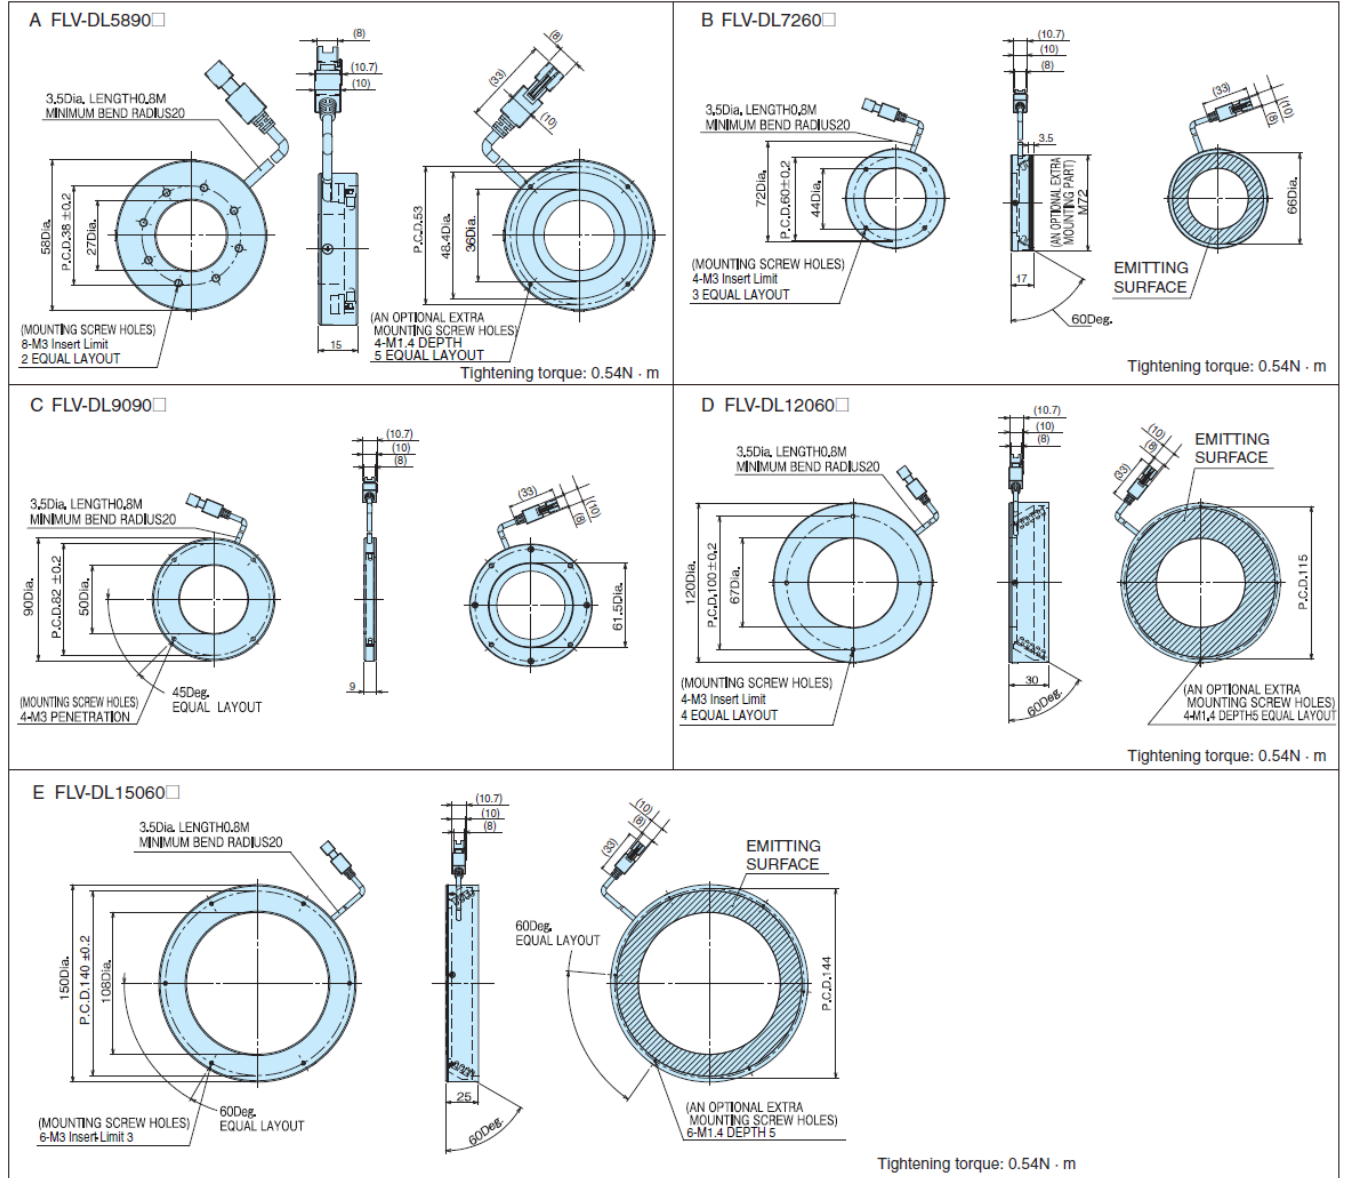 A FLV-DL5890□
(8)
(10.7)
(10)
(8)
(33)
(10)
3.5Dia. LENGTH0.8M
MINIMUM BEND RADIUS20
58Dia.
P.C.D.38 ±0.2
27Dia.
P.C.D.53
48.4Dia.
36Dia.
(MOUNTING SCREW HOLES)
8-M3 Insert Limit
2 EQUAL LAYOUT
15
(AN OPTIONAL EXTRA
MOUNTING SCREW HOLES)
4-M1.4 DEPTH
5 EQUAL LAYOUT
Tightening torque: 0.54N · m
B FLV-DL7260□
(10.7)
(10)
(8)
(33)
(10)
(8)
3.5Dia. LENGTH0.8M
MINIMUM BEND RADIUS20
3.5
72Dia.
P.C.D.60±0.2
44Dia.
(AN OPTIONAL EXTRA
MOUNTING PART)
M72
66Dia.
(MOUNTING SCREW HOLES)
4-M3 Insert Limit
3 EQUAL LAYOUT
17
60Deg.
EMITTING
SURFACE
Tightening torque: 0.54N · m
C FLV-DL9090□
(10.7)
(10)
(8)
(33)
(10)
(8)
3.5Dia. LENGTH0.8M
MINIMUM BEND RADIUS20
90Dia.
P.C.D.82 ±0.2
50Dia.
61.5Dia.
45Deg.
EQUAL LAYOUT
9
(MOUNTING SCREW HOLES)
4-M3 PENETRATION
D FLV-DL12060□
(10.7)
(10)
(8)
(10)
(8)
(33)
EMITTING
SURFACE
3.5Dia. LENGTH0.8M
MINIMUM BEND RADIUS20
120Dia.
P.C.D.100±0.2
67Dia.
P.C.D.115
(MOUNTING SCREW HOLES)
4-M3 Insert Limit
4 EQUAL LAYOUT
30
60Deg.
(AN OPTIONAL EXTRA
MOUNTING SCREW HOLES)
4-M1.4 DEPTH5 EQUAL LAYOUT
Tightening torque: 0.54N · m
E FLV-DL15060□
(10.7)
(10)
(8)
(10)
(8)
(33)
EMITTING
SURFACE
3.5Dia. LENGTH0.8M
MINIMUM BEND RADIUS20
150Dia.
P.C.D.140 ±0.2
108Dia.
60Deg.
EQUAL LAYOUT
P.C.D.144
60Deg.
EQUAL LAYOUT
(MOUNTING SCREW HOLES)
6-M3 Insert Limit 3
25
60Deg.
(AN OPTIONAL EXTRA
MOUNTING SCREW HOLES)
6-M1.4 DEPTH 5
Tightening torque: 0.54N · m